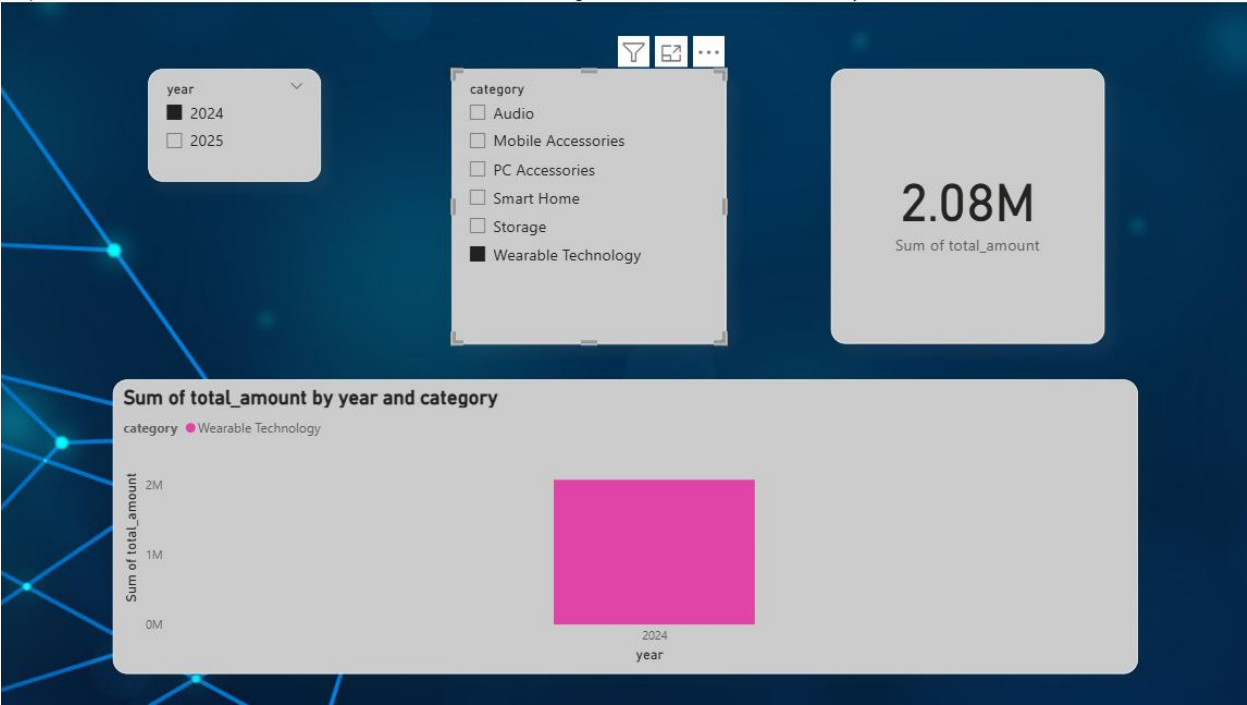 year
2024
2025
category
Audio
Mobile Accessories
PC Accessories
Smart Home
Storage
Wearable Technology
2.08M
Sum of total_amount
Sum of total_amount by year and category
category Wearable Technology
Sum of total_amount
2M
1M
0M
2024
year